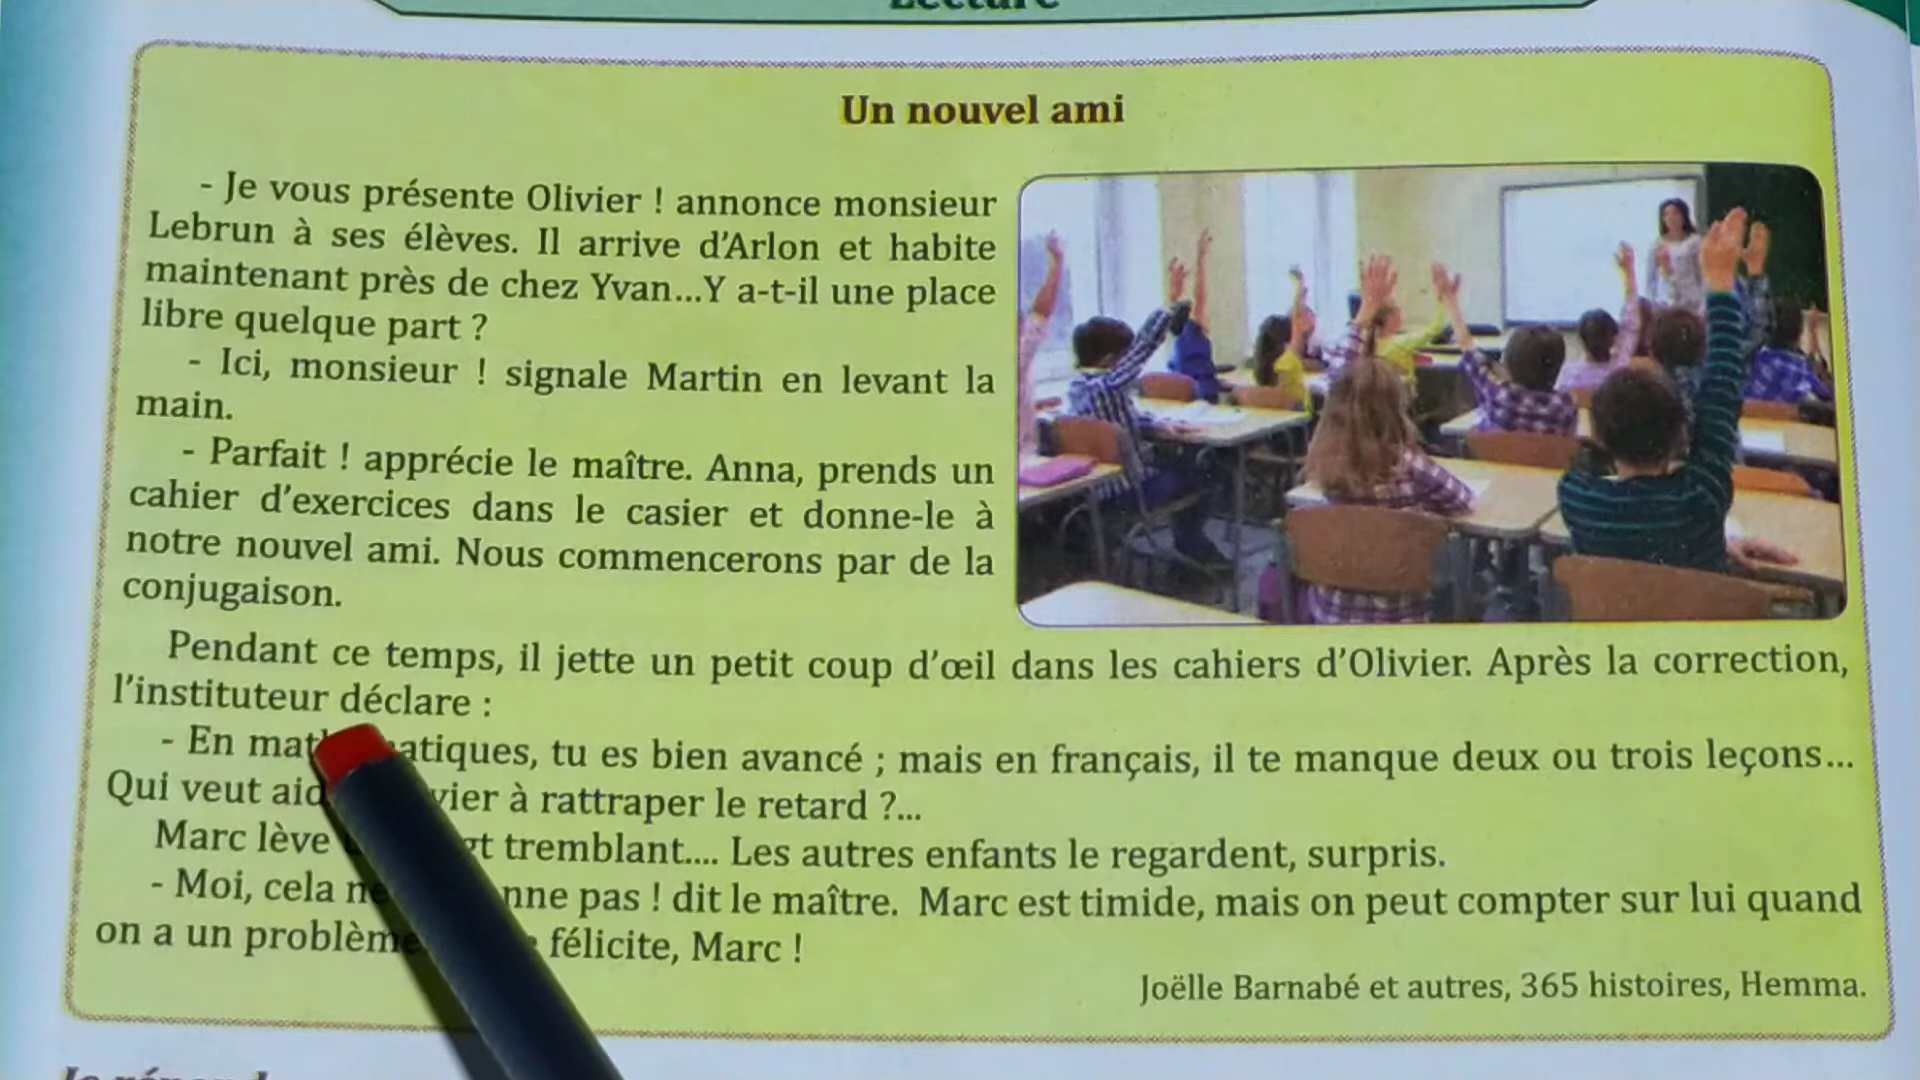 Lecture
Un nouvel ami
- Je vous présente Olivier ! annonce monsieur
Lebrun à ses élèves. Il arrive d'Arlon et habite
maintenant près de chez Yvan...Y a-t-il une place
libre quelque part ?
- Ici, monsieur ! signale Martin en levant la
main.
- Parfait ! apprécie le maître. Anna, prends un
cahier d'exercices dans le casier et donne-le à
notre nouvel ami. Nous commencerons par de la
conjugaison.
Pendant ce temps, il jette un petit coup d'œil dans les cahiers d'Olivier. Après la correction,
l'instituteur déclare :
- En mathématiques, tu es bien avancé ; mais en français, il te manque deux ou trois leçons...
Qui veut aider Olivier à rattraper le retard ?...
Marc lève tremblant.... Les autres enfants le regardent, surpris.
- Moi, cela pas ! dit le maître. Marc est timide, mais on peut compter sur lui quand
on a un problème félicite, Marc !
Joëlle Barnabé et autres, 365 histoires, Hemma.